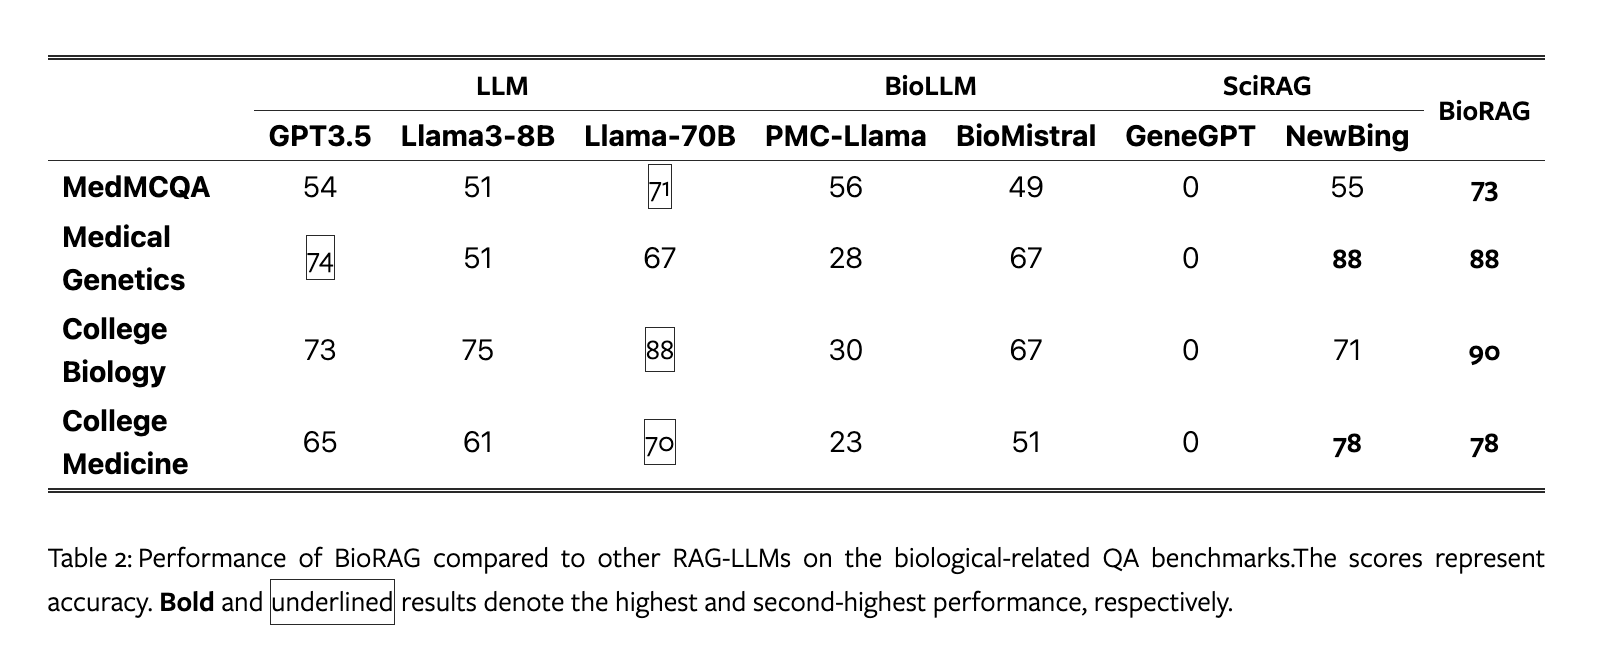 LLM BioLLM SciRAG BioRAG
GPT3.5 Llama3-8B Llama-70B PMC-Llama BioMistral GeneGPT NewBing
MedMCQA 54 51 71 56 49 0 55 73
Medical
Genetics 74 51 67 28 67 0 88 88
College
Biology 73 75 88 30 67 0 71 90
College
Medicine 65 61 70 23 51 0 78 78
Table 2: Performance of BioRAG compared to other RAG-LLMs on the biological-related QA benchmarks.The scores represent
accuracy. Bold and underlined results denote the highest and second-highest performance, respectively.